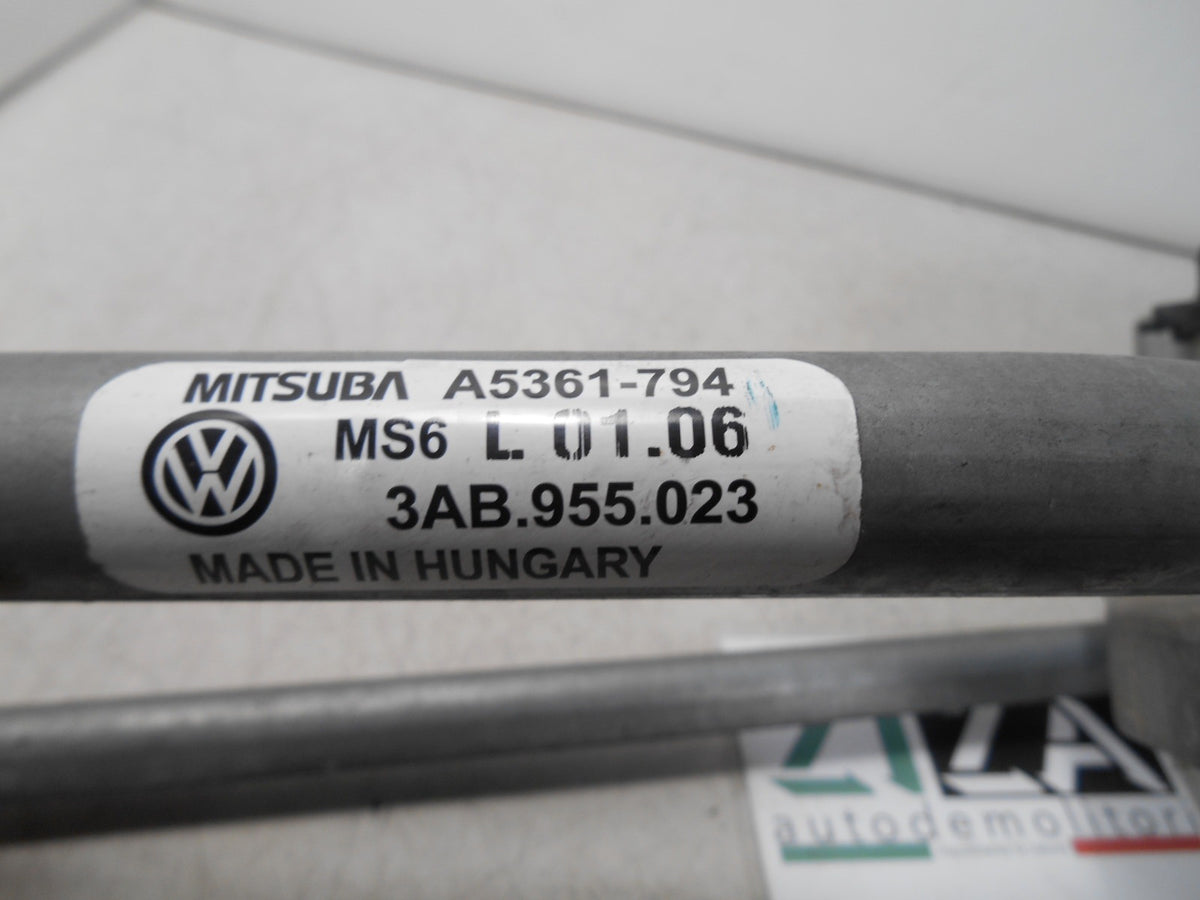 MITSUBA A5361-794
MS6 L 01.06
3AB.955.023
MADE IN HUNGARY
autodemolitori